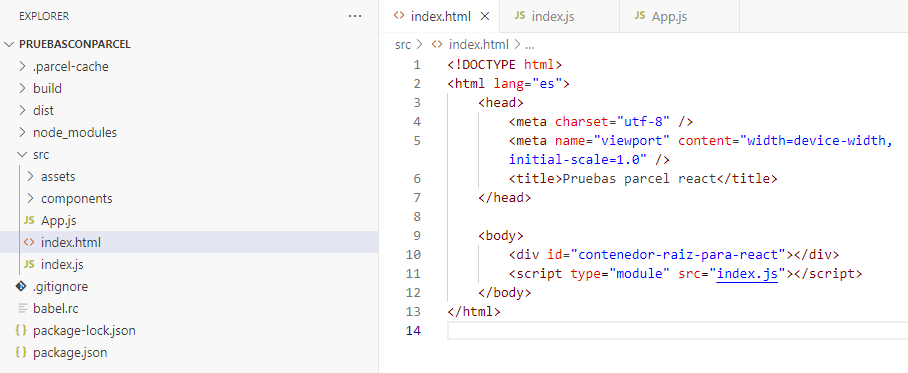 EXPLORER
PRUEBASCONPARCEL
.parcel-cache
build
dist
node_modules
src
assets
components
JS App.js
<> index.html
JS index.js
.gitignore
babel.rc
{} package-lock.json
{} package.json
<> index.html
JS index.js
JS App.js
src > <> index.html > ...
1 <!DOCTYPE html>
2 <html lang="es">
3 <head>
4 <meta charset="utf-8" />
5 <meta name="viewport" content="width=device-width,
initial-scale=1.0" />
6 <title>Pruebas parcel react</title>
7 </head>
8
9 <body>
10 <div id="contenedor-raiz-para-react"></div>
11 <script type="module" src="index.js"></script>
12 </body>
13 </html>
14